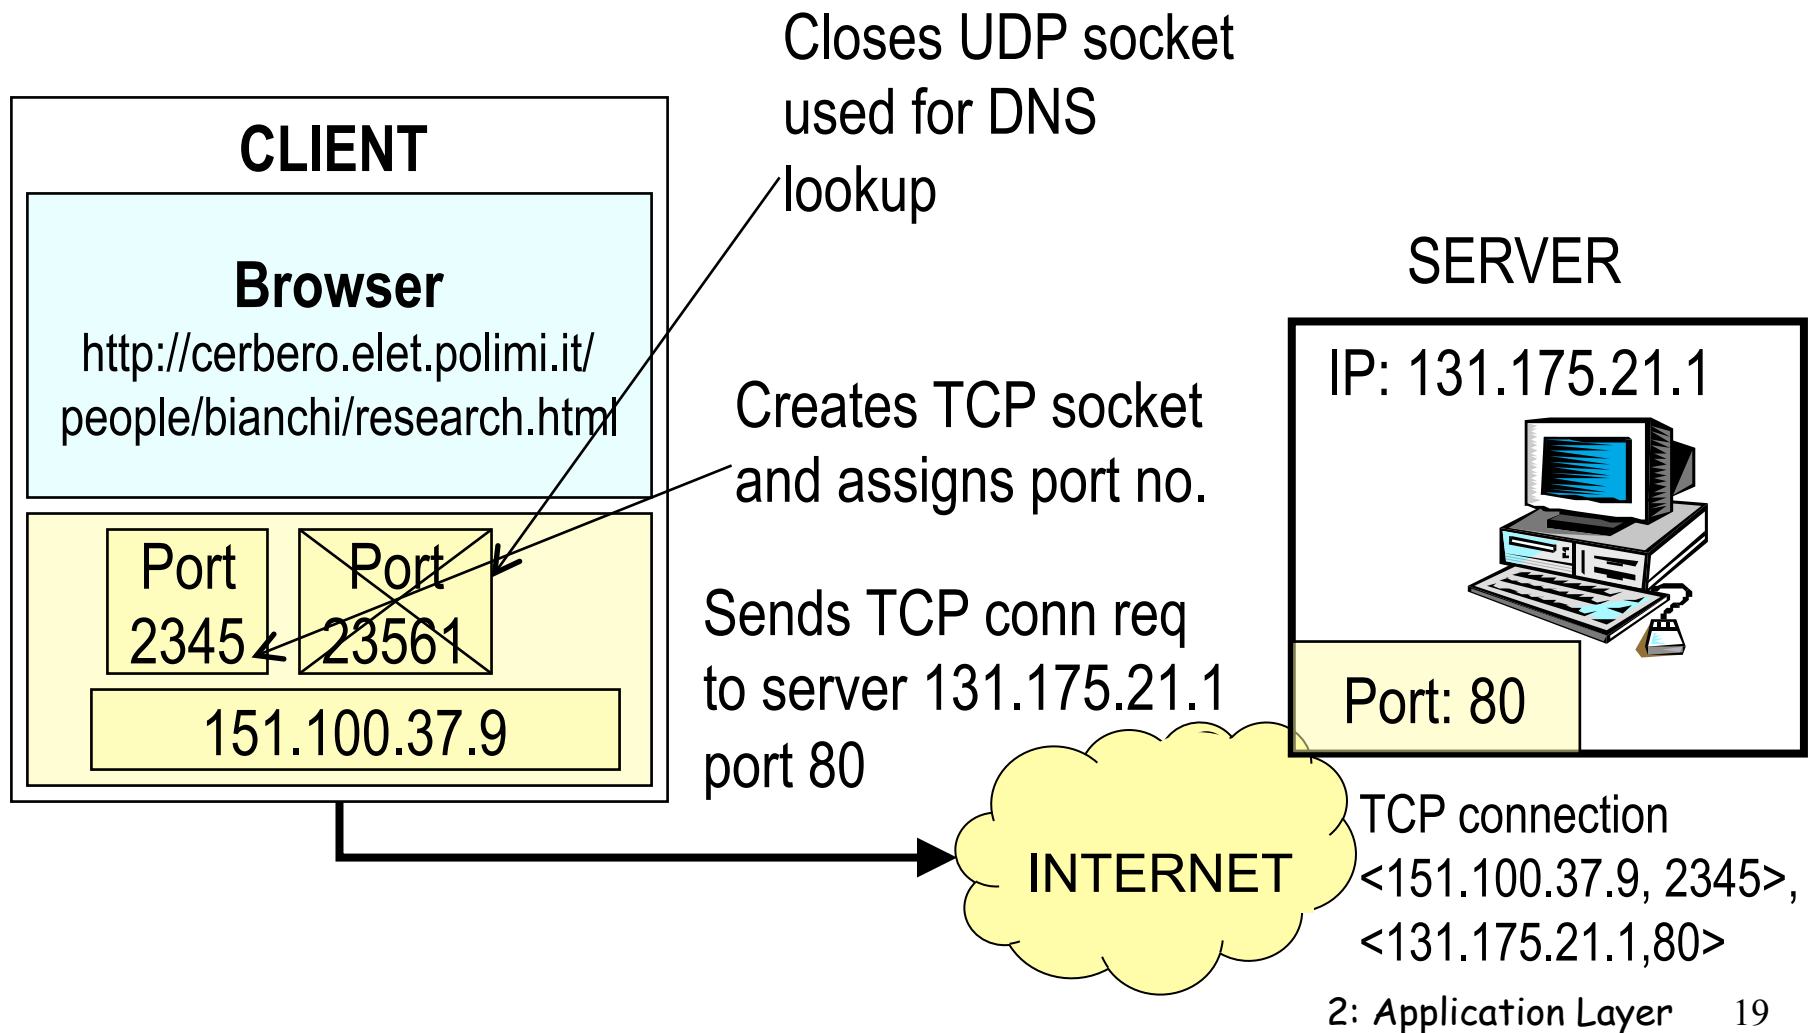 Closes UDP socket
used for DNS
lookup
CLIENT
Browser
http://cerbero.elet.polimi.it/
people/bianchi/research.html
Port
2345
Port
23561
151.100.37.9
Creates TCP socket
and assigns port no.
Sends TCP conn req
to server 131.175.21.1
port 80
SERVER
IP: 131.175.21.1
Port: 80
INTERNET
TCP connection
<151.100.37.9, 2345>,
<131.175.21.1,80>
2: Application Layer 19